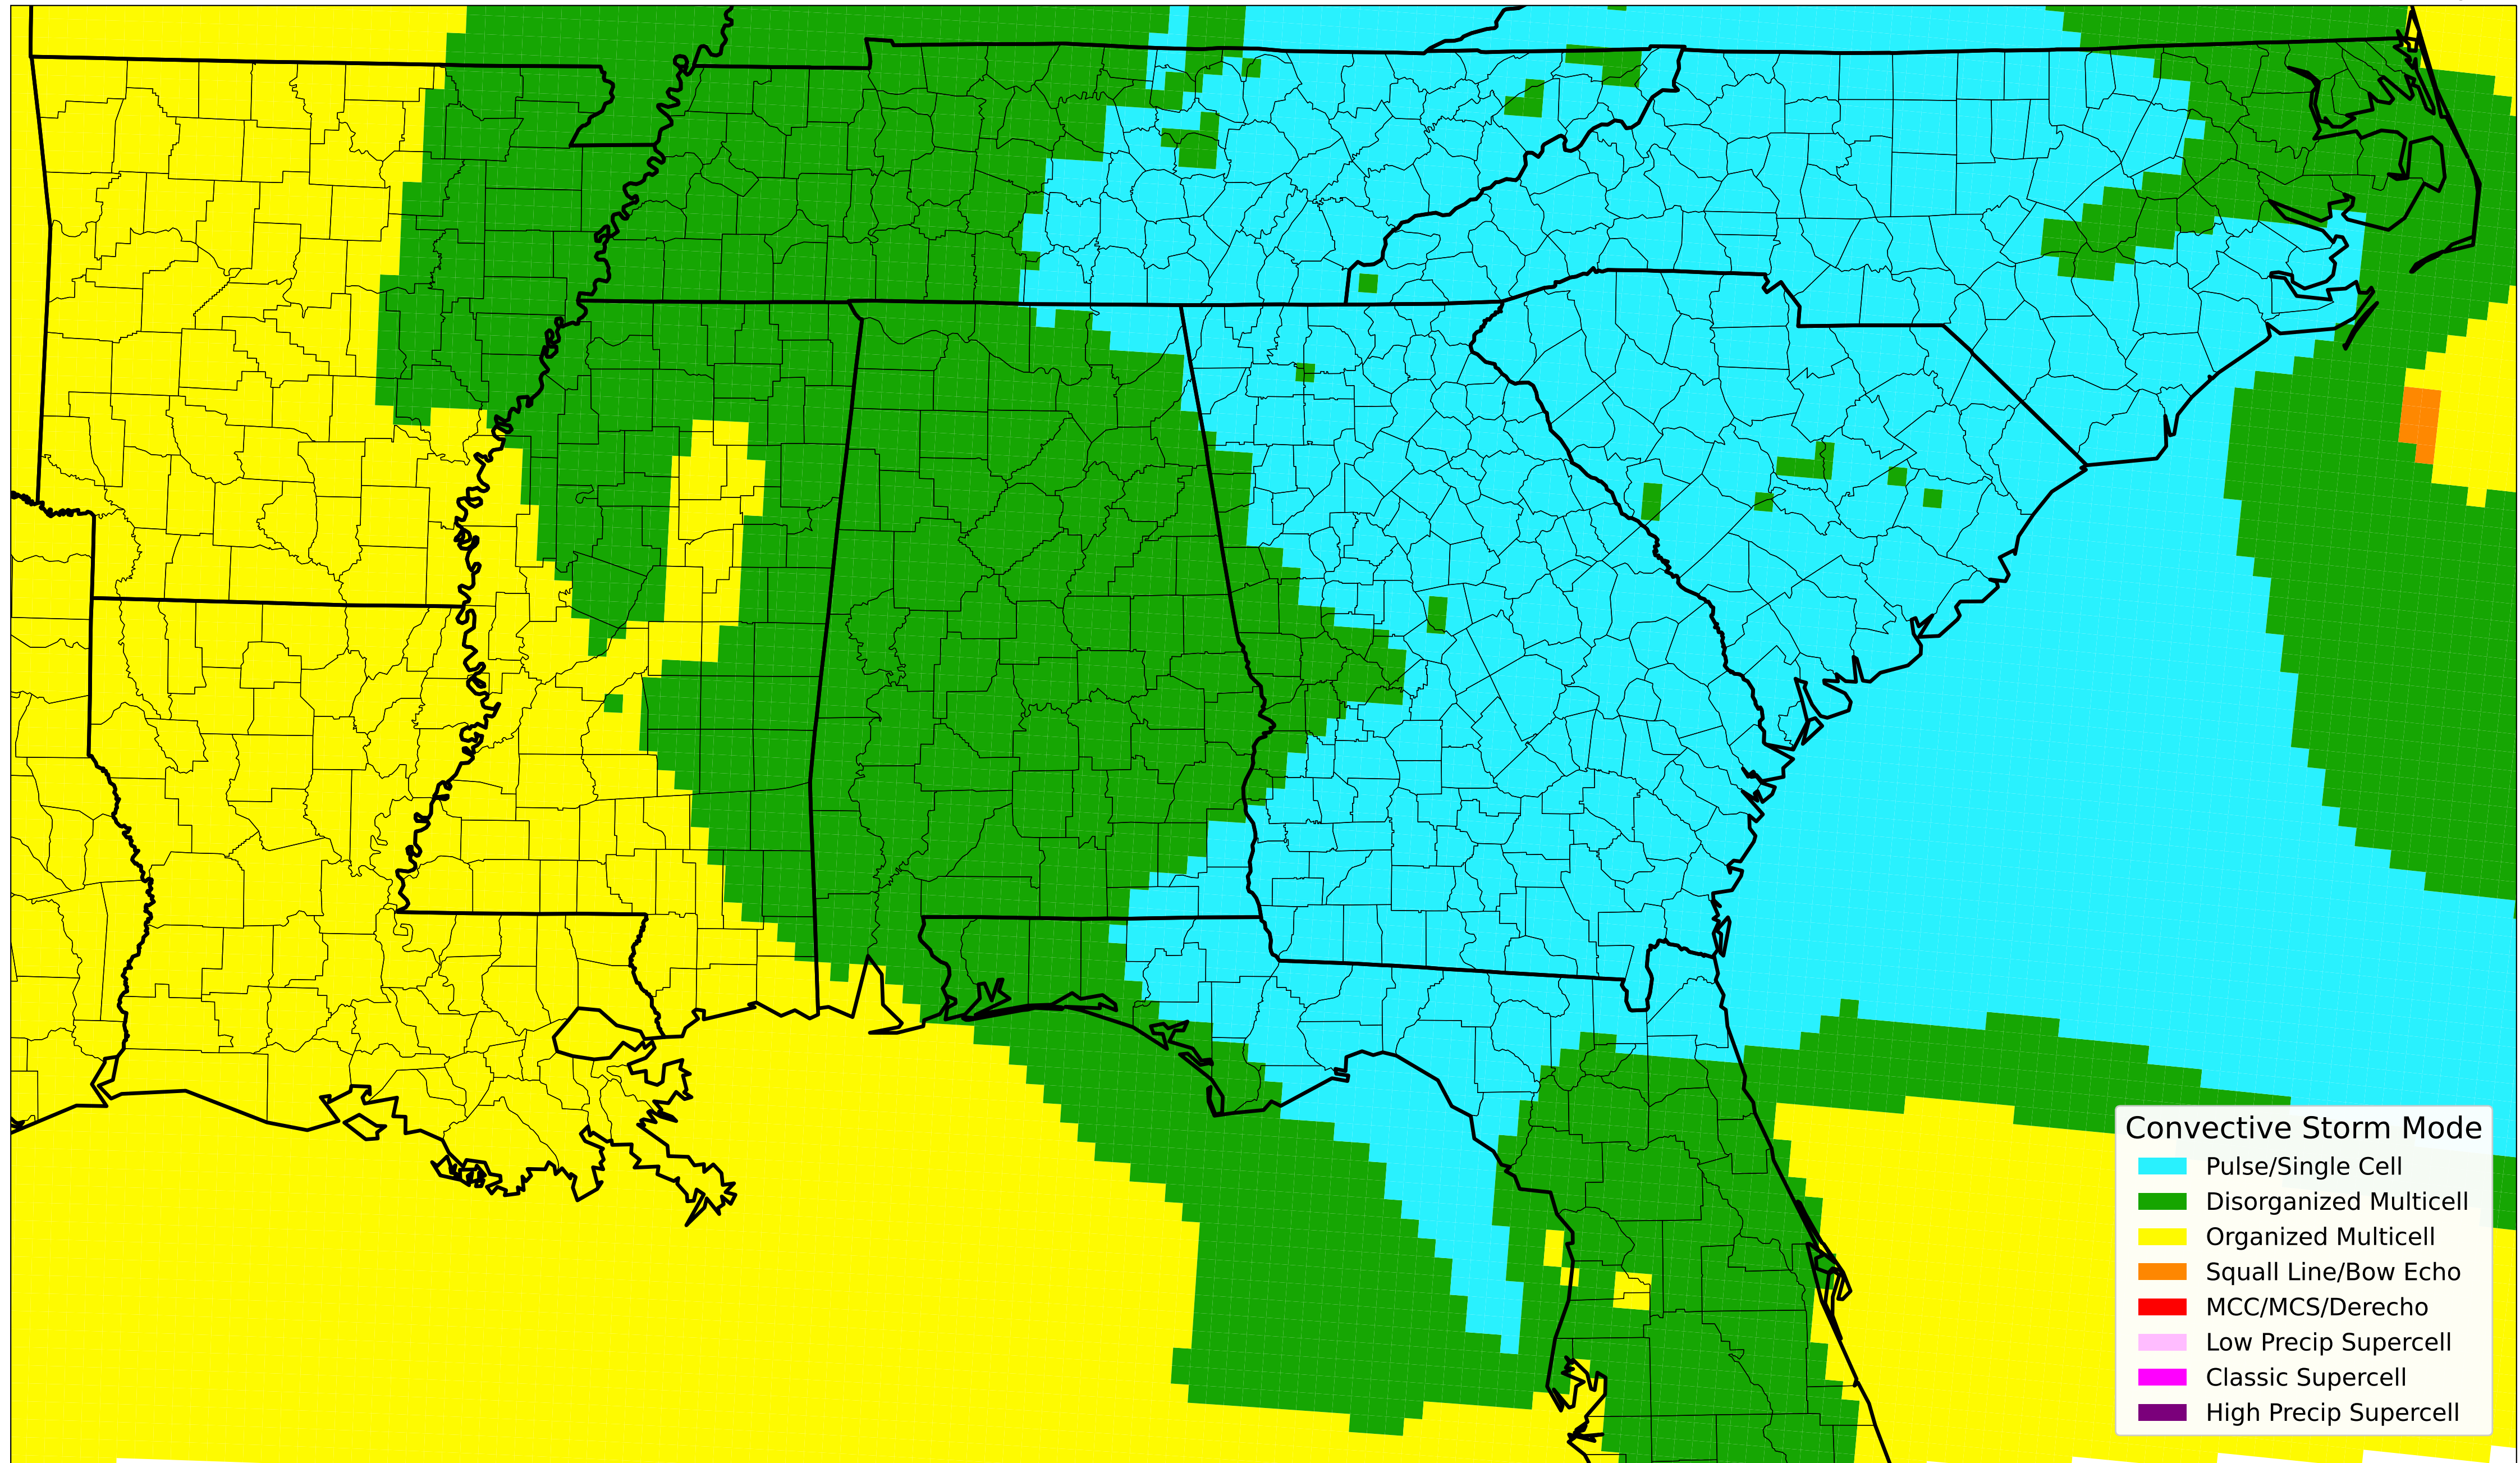 Convective Storm Mode
Pulse/Single Cell
Disorganized Multicell
Organized Multicell
Squall Line/Bow Echo
MCC/MCS/Derecho
Low Precip Supercell
Classic Supercell
High Precip Supercell